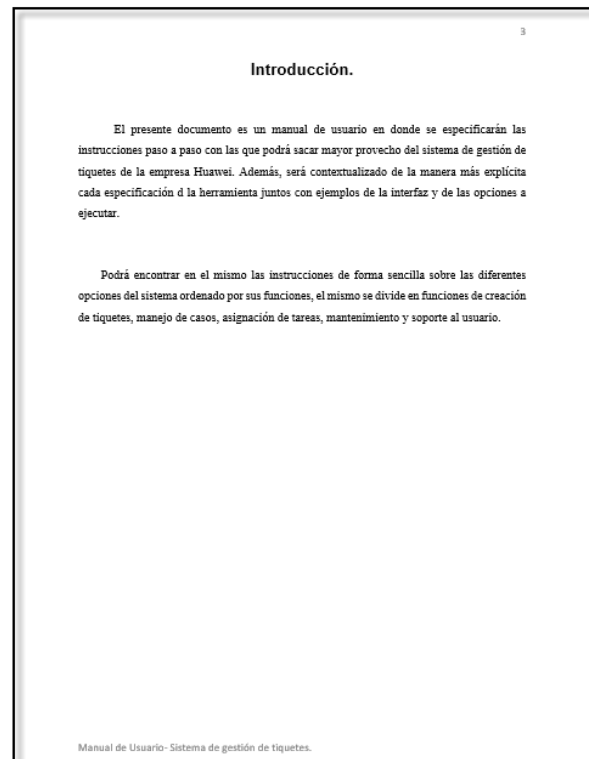 3
Introducción.
El presente documento es un manual de usuario en donde se especificarán las
instrucciones paso a paso con las que podrá sacar mayor provecho del sistema de gestión de
tiquetes de la empresa Huawei. Además, será contextualizado de la manera más explícita
cada especificación d la herramienta juntos con ejemplos de la interfaz y de las opciones a
ejecutar.
Podrá encontrar en el mismo las instrucciones de forma sencilla sobre las diferentes
opciones del sistema ordenado por sus funciones, el mismo se divide en funciones de creación
de tiquetes, manejo de casos, asignación de tareas, mantenimiento y soporte al usuario.
Manual de Usuario- Sistema de gestión de tiquetes.